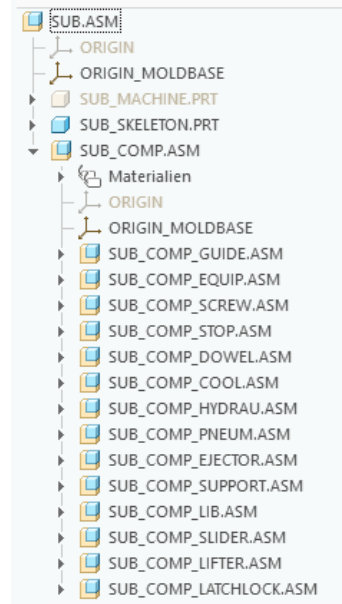 SUB.ASM
ORIGIN
ORIGIN_MOLDBASE
SUB_MACHINE.PRT
SUB_SKELETON.PRT
SUB_COMP.ASM
Materialien
ORIGIN
ORIGIN_MOLDBASE
SUB_COMP_GUIDE.ASM
SUB_COMP_EQUIP.ASM
SUB_COMP_SCREW.ASM
SUB_COMP_STOP.ASM
SUB_COMP_DOWEL.ASM
SUB_COMP_COOL.ASM
SUB_COMP_HYDRAU.ASM
SUB_COMP_PNEUM.ASM
SUB_COMP_EJECTOR.ASM
SUB_COMP_SUPPORT.ASM
SUB_COMP_LIB.ASM
SUB_COMP_SLIDER.ASM
SUB_COMP_LIFTER.ASM
SUB_COMP_LATCHLOCK.ASM